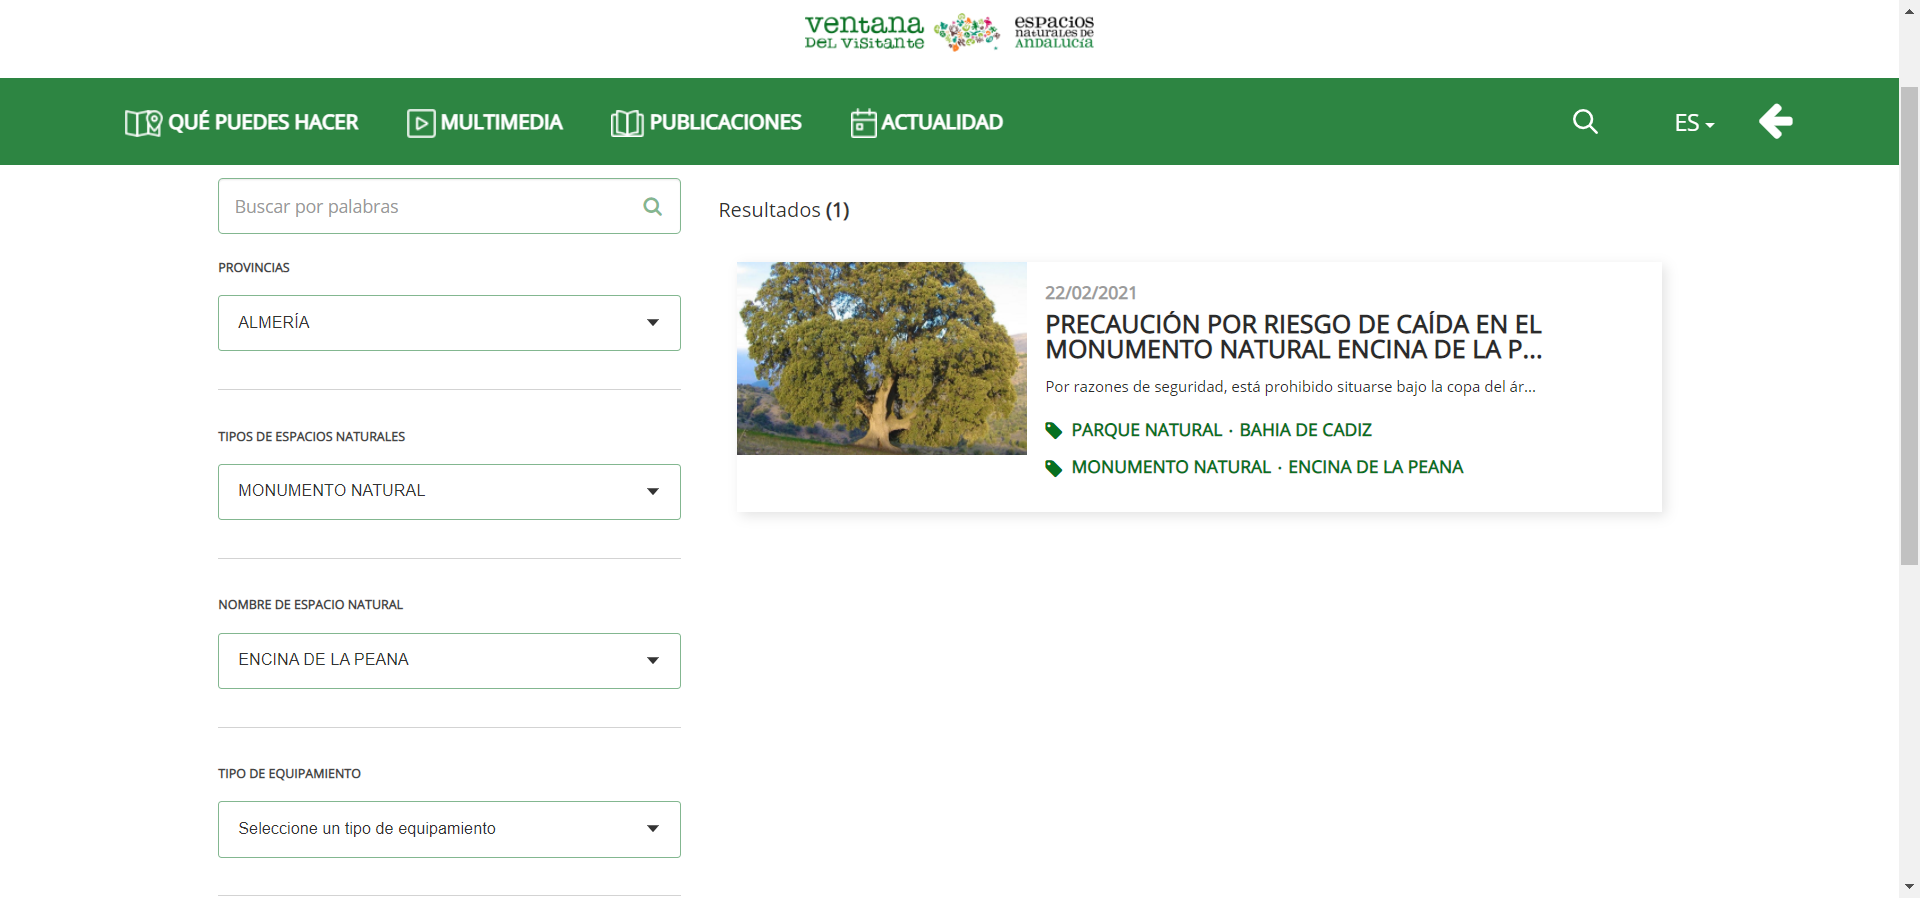 ventana
DEL VISITANTE
ESPACIOS
NATURALES DE
ANDALUCÍA
QUÉ PUEDES HACER
MULTIMEDIA
PUBLICACIONES
ACTUALIDAD
ES
Buscar por palabras
PROVINCIAS
ALMERÍA
TIPOS DE ESPACIOS NATURALES
MONUMENTO NATURAL
NOMBRE DE ESPACIO NATURAL
ENCINA DE LA PEANA
TIPO DE EQUIPAMIENTO
Seleccione un tipo de equipamiento
Resultados (1)
22/02/2021
PRECAUCIÓN POR RIESGO DE CAÍDA EN EL
MONUMENTO NATURAL ENCINA DE LA P...
Por razones de seguridad, está prohibido situarse bajo la copa del ár...
PARQUE NATURAL · BAHIA DE CADIZ
MONUMENTO NATURAL · ENCINA DE LA PEANA